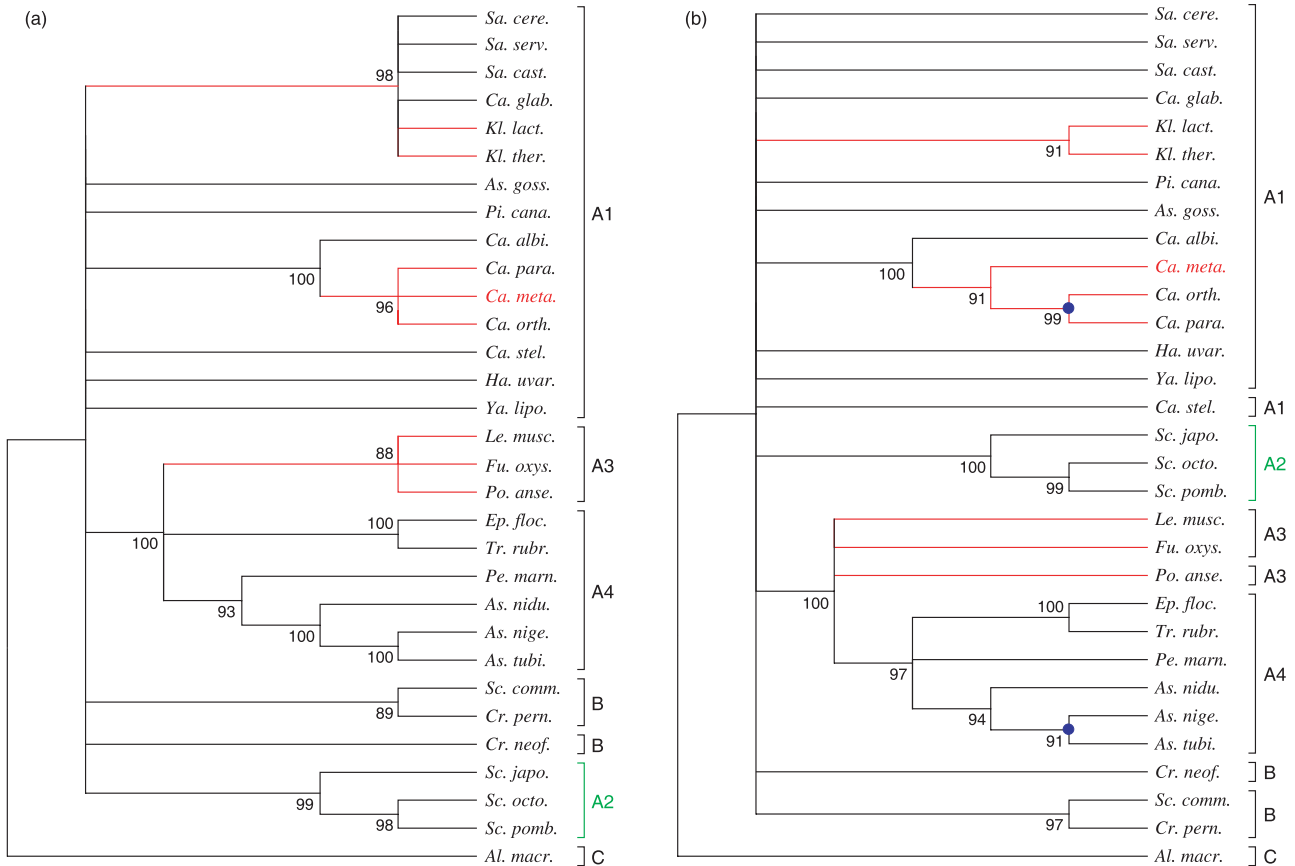 (a)
Sa. cere.
Sa. serv.
98
Sa. cast.
Ca. glab.
Kl. lact.
Kl. ther.
As. goss.
A1
Pi. cana.
Ca. albi.
100
Ca. para.
Ca. meta.
96
Ca. orth.
Ca. stel.
Ha. uvar.
Ya. lipo.
Le. musc.
88
Fu. oxys.
A3
Po. anse.
100
Ep. floc.
100
Tr. rubr.
Pe. marn.
A4
93
As. nidu.
100
As. nige.
100
As. tubi.
Sc. comm.
B
89
Cr. pern.
Cr. neof.
B
Sc. japo.
99
Sc. octo.
A2
98
Sc. pomb.
Al. macr.
C
(b)
Sa. cere.
Sa. serv.
Sa. cast.
Ca. glab.
Kl. lact.
91
Kl. ther.
Pi. cana.
A1
As. goss.
Ca. albi.
100
Ca. meta.
91
Ca. orth.
99
Ca. para.
Ha. uvar.
Ya. lipo.
Ca. stel.
A1
Sc. japo.
100
Sc. octo.
A2
99
Sc. pomb.
Le. musc.
A3
Fu. oxys.
Po. anse.
A3
100
Ep. floc.
100
Tr. rubr.
Pe. marn.
97
A4
As. nidu.
94
As. nige.
91
As. tubi.
Cr. neof.
B
Sc. comm.
B
97
Cr. pern.
Al. macr.
C